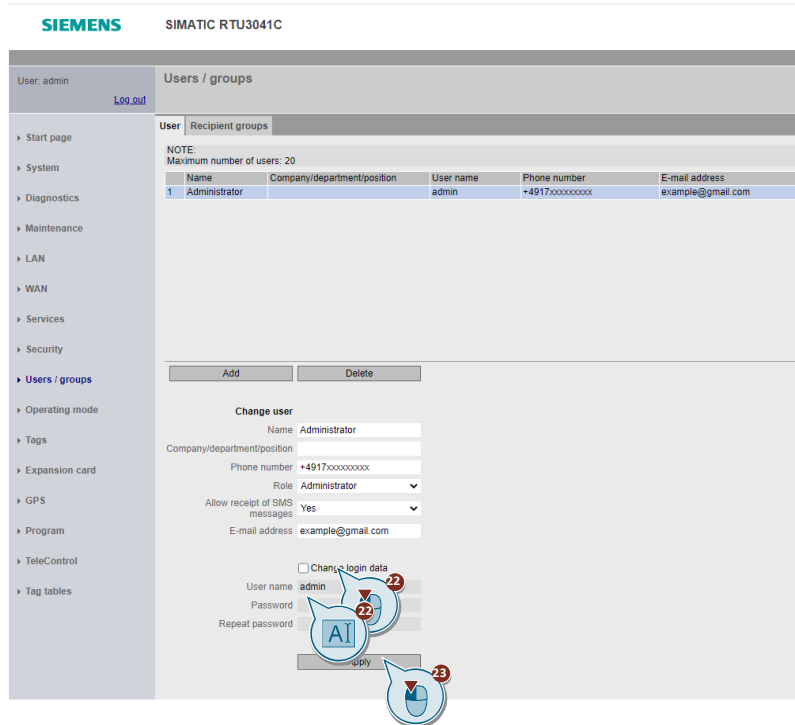 SIEMENS
SIMATIC RTU3041C
User: admin
Log out
Users / groups
Start page
System
Diagnostics
Maintenance
LAN
WAN
Services
Security
Users / groups
Operating mode
Tags
Expansion card
GPS
Program
TeleControl
Tag tables
User Recipient groups
NOTE:
Maximum number of users: 20
Name Company/department/position User name Phone number E-mail address
1 Administrator admin +4917xxxxxxxxx example@gmail.com
Add Delete
Change user
Name Administrator
Company/department/position
Phone number +4917xxxxxxxxx
Role Administrator
Allow receipt of SMS
messages Yes
E-mail address example@gmail.com
Change login data
22
User name admin
Password
22
Repeat password
AI
Apply
23